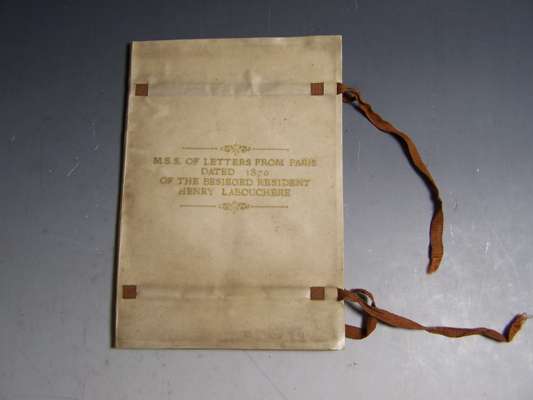 M.S.S. OF LETTERS FROM PARIS
DATED 1870
OF THE BESIEGED RESIDENT
HENRY LABOUCHERE